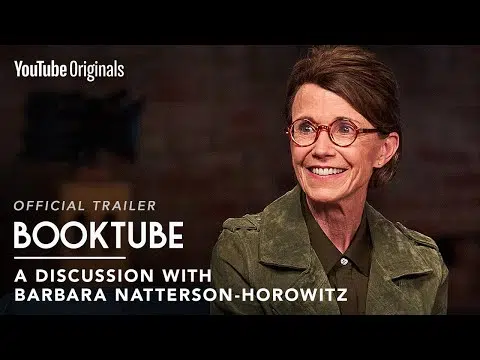 YouTube Originals
OFFICIAL TRAILER
BOOKTUBE
A DISCUSSION WITH
BARBARA NATTERSON-HOROWITZ